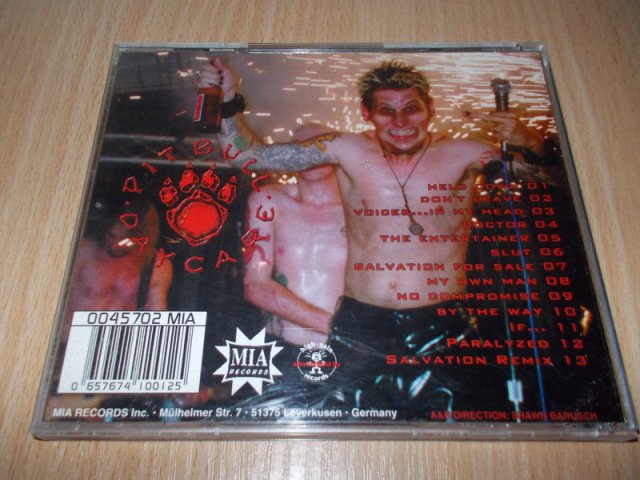 PIT BULL DAYCARE
HELD DOWN 01
DON'T LEAVE 02
VOICES...IN MY HEAD 03
DOCTOR 04
THE ENTERTAINER 05
SLUT 06
SALVATION FOR SALE 07
MY OWN MAN 08
NO COMPROMISE 09
BY THE WAY 10
IF... 11
PARALYZED 12
SALVATION REMIX 13
0045702 MIA
0 657674 100125
MIA
RECORDS
records
MIA RECORDS Inc. • Mülheimer Str. 7 • 51375 Leverkusen • Germany
A&R DIRECTION: SHAWN BARUSCH